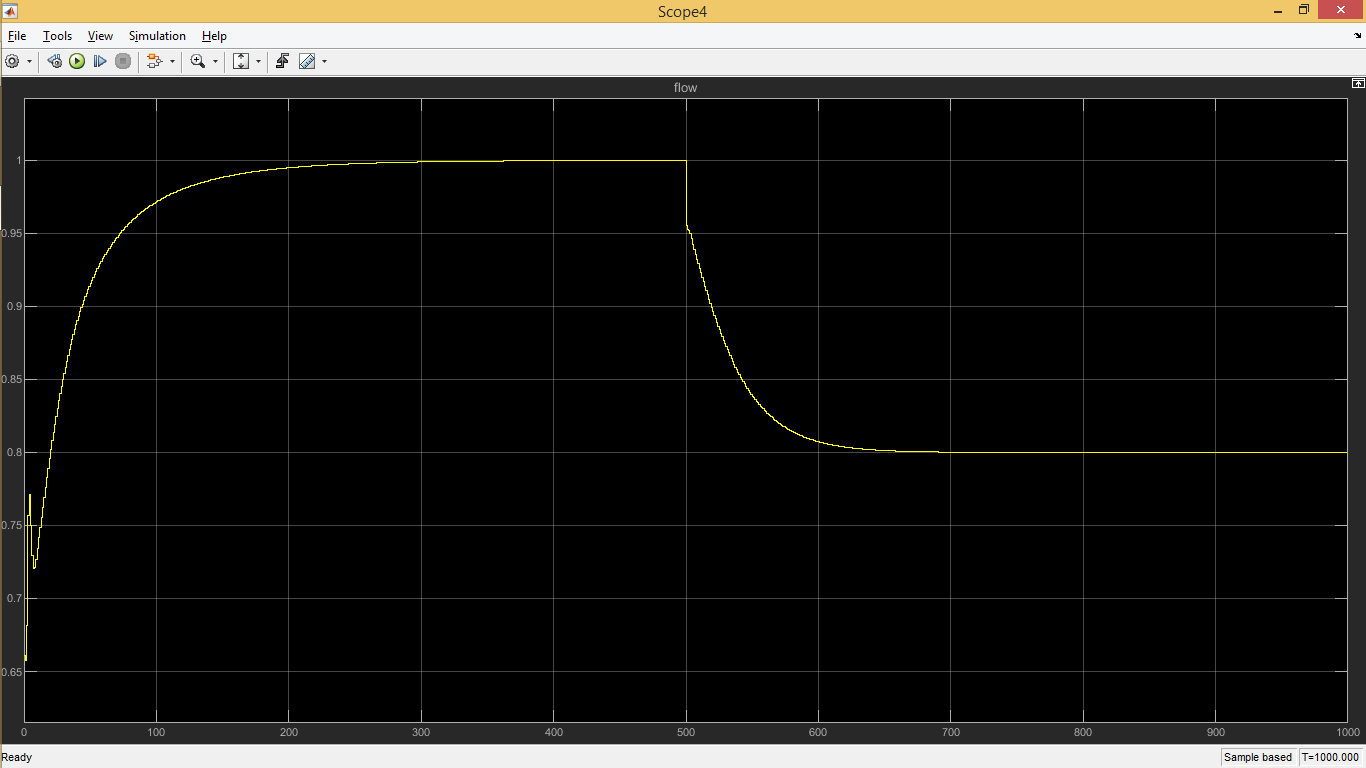 Scope4
File Tools View Simulation Help
flow
1
0.95
0.9
0.85
0.8
0.75
0.7
0.65
0 100 200 300 400 500 600 700 800 900 1000
Ready Sample based T=1000.000